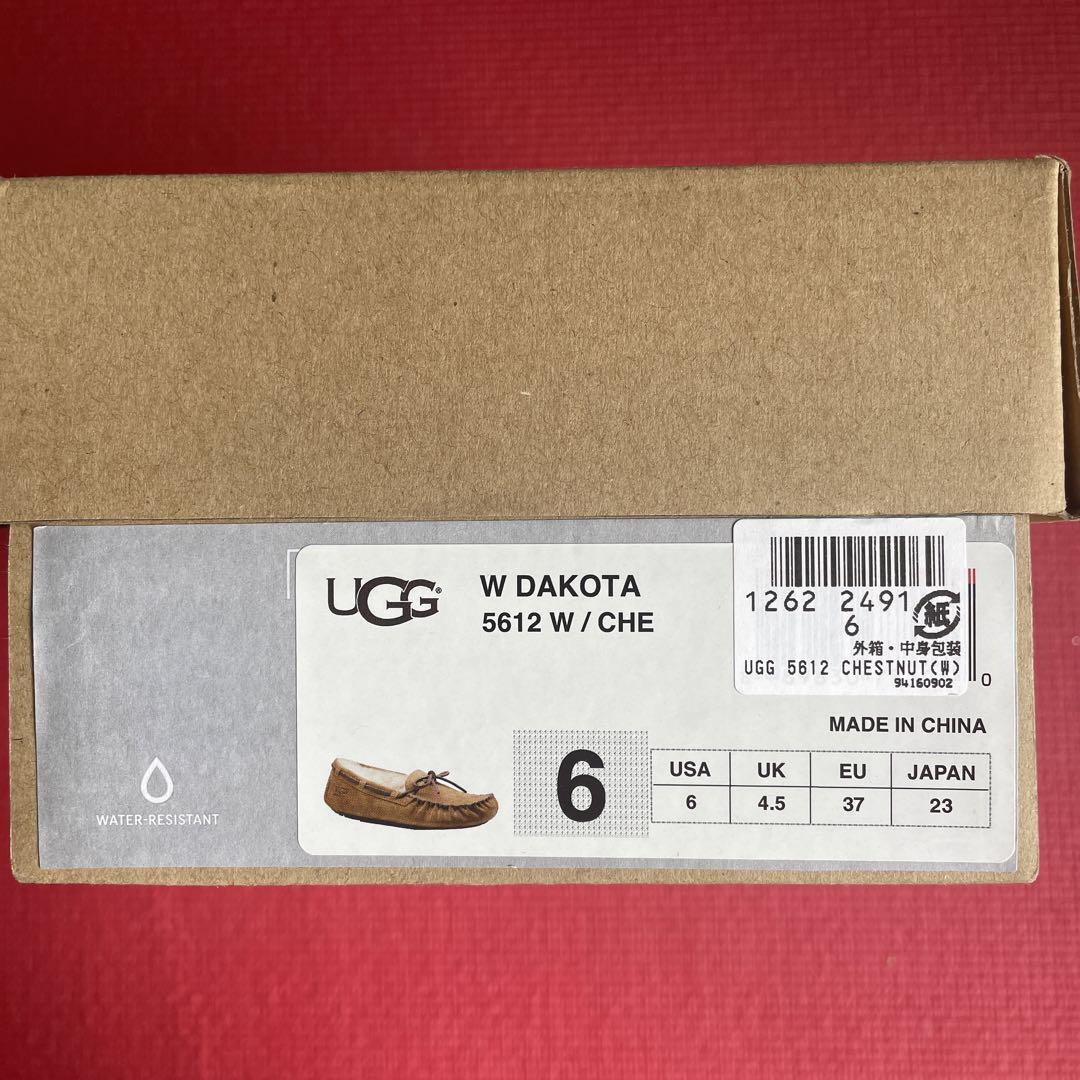 UGG®
W DAKOTA
5612 W / CHE
1262 2491
6
紙
外箱・中身包装
UGG 5612 CHESTNUT(W)
94160902
0
MADE IN CHINA
WATER-RESISTANT
6
USA UK EU JAPAN
6 4.5 37 23